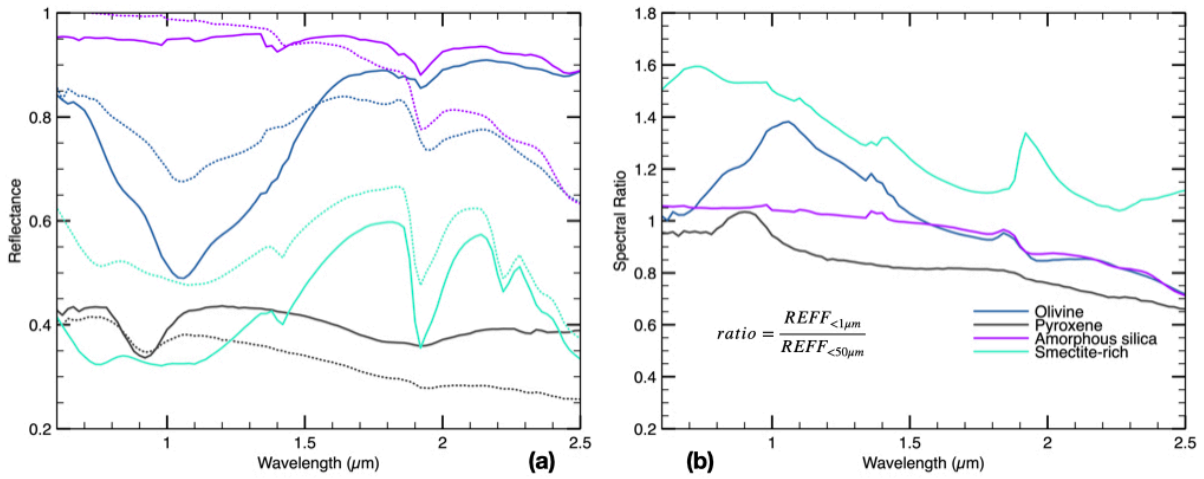 1
0.8
0.6
0.4
0.2
Reflectance
1
1.5
2
2.5
Wavelength (μm)
(a)
1.8
1.6
1.4
1.2
1
0.8
0.6
0.4
0.2
Spectral Ratio
ratio = REFF<1μm
REFF<50μm
Olivine
Pyroxene
Amorphous silica
Smectite-rich
1
1.5
2
2.5
(b)
Wavelength (μm)